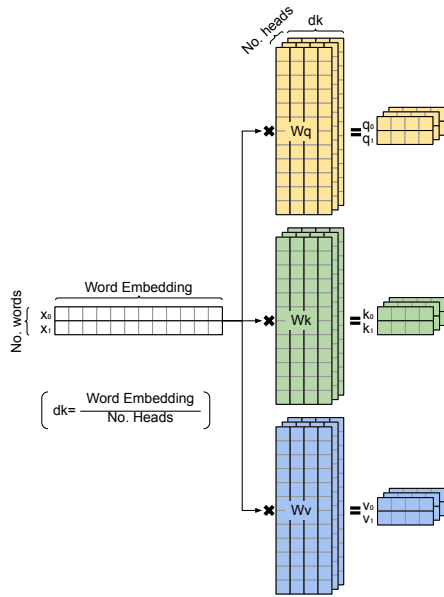 No. heads
dk
Wq
=
q₀
q₁
Word Embedding
No. words
x₀
x₁
Wk
=
k₀
k₁
dk= Word Embedding
No. Heads
Wv
=
v₀
v₁